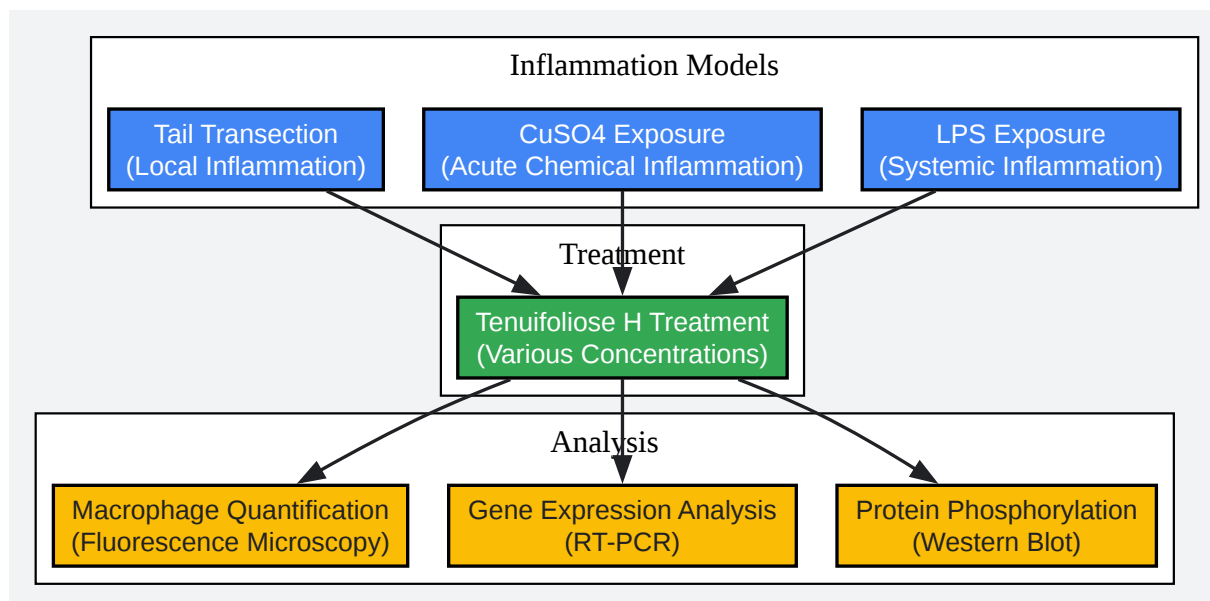 Inflammation Models
Tail Transection
(Local Inflammation)
CuSO4 Exposure
(Acute Chemical Inflammation)
LPS Exposure
(Systemic Inflammation)
Treatment
Tenuifoliose H Treatment
(Various Concentrations)
Analysis
Macrophage Quantification
(Fluorescence Microscopy)
Gene Expression Analysis
(RT-PCR)
Protein Phosphorylation
(Western Blot)